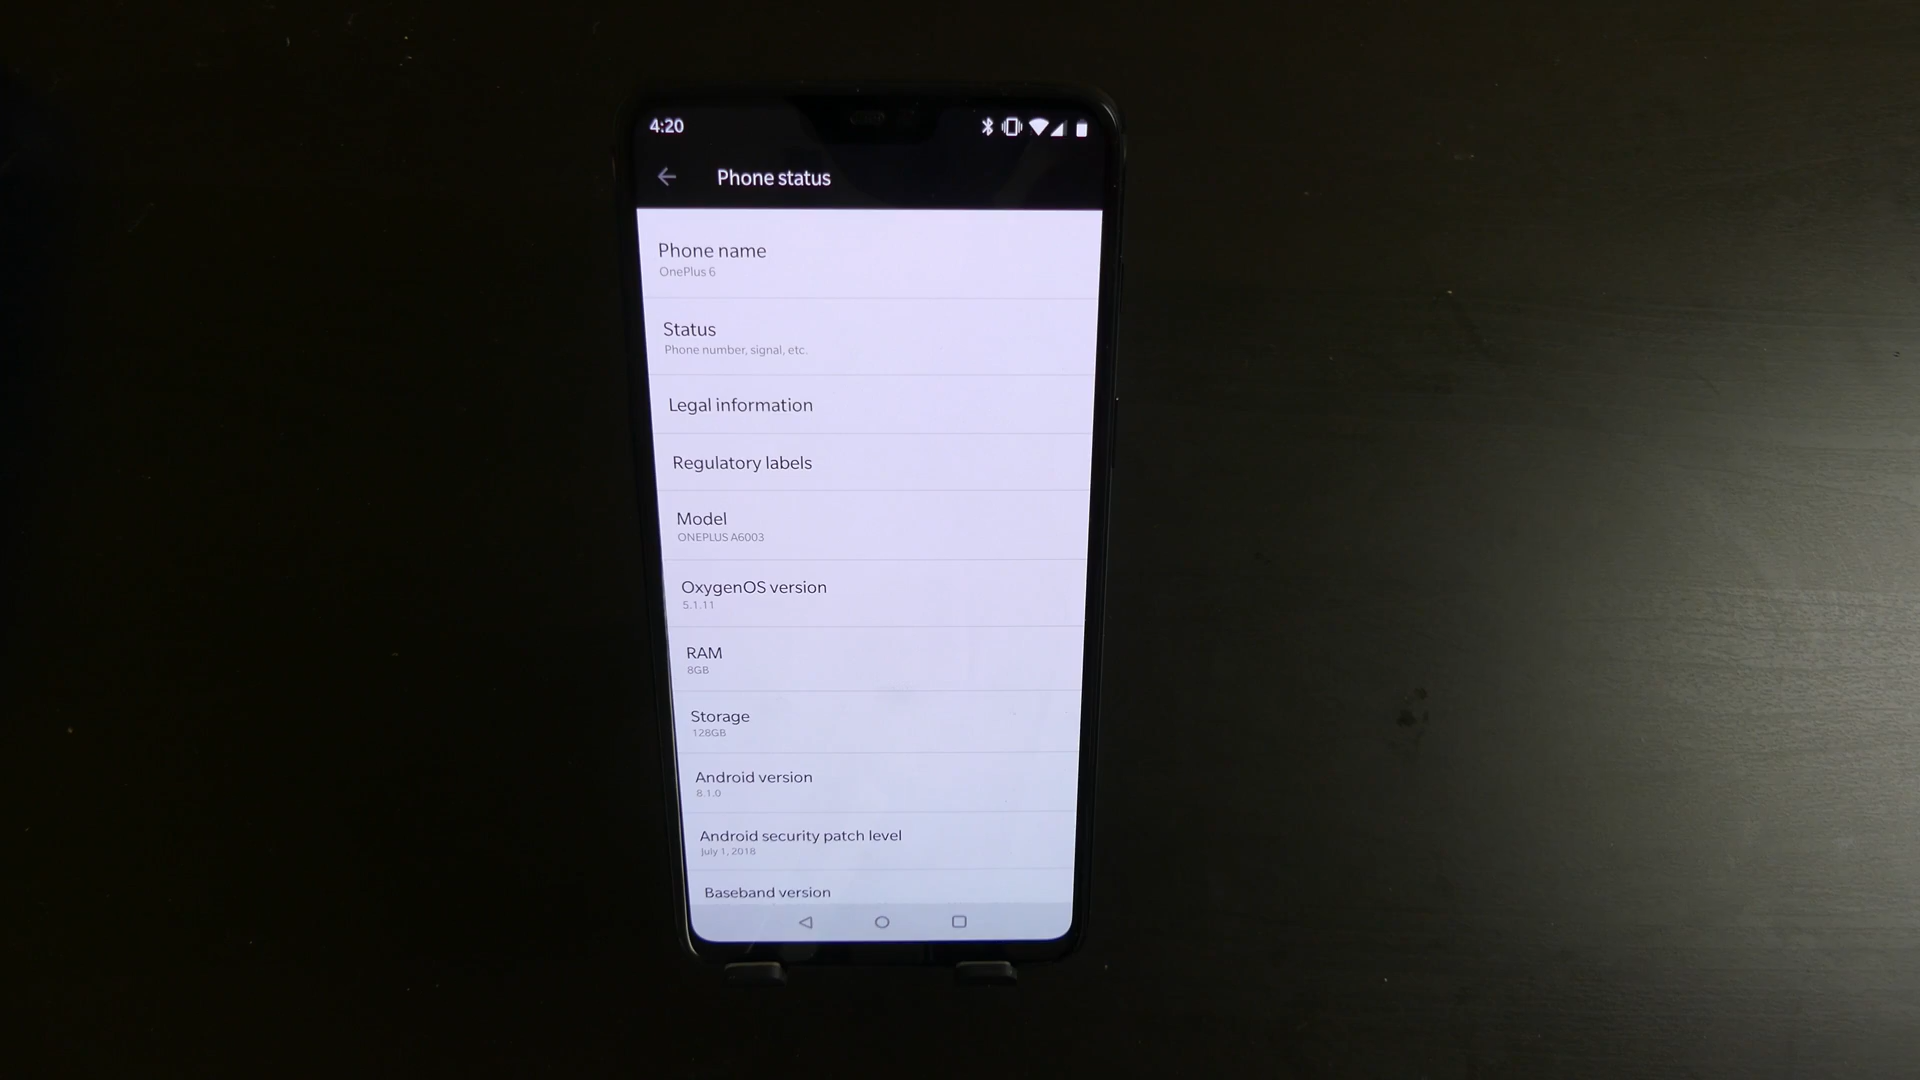 4:20
Phone status
Phone name
OnePlus 6
Status
Phone number, signal, etc.
Legal information
Regulatory labels
Model
ONEPLUS A6003
OxygenOS version
5.1.11
RAM
8GB
Storage
128GB
Android version
8.1.0
Android security patch level
July 1, 2018
Baseband version